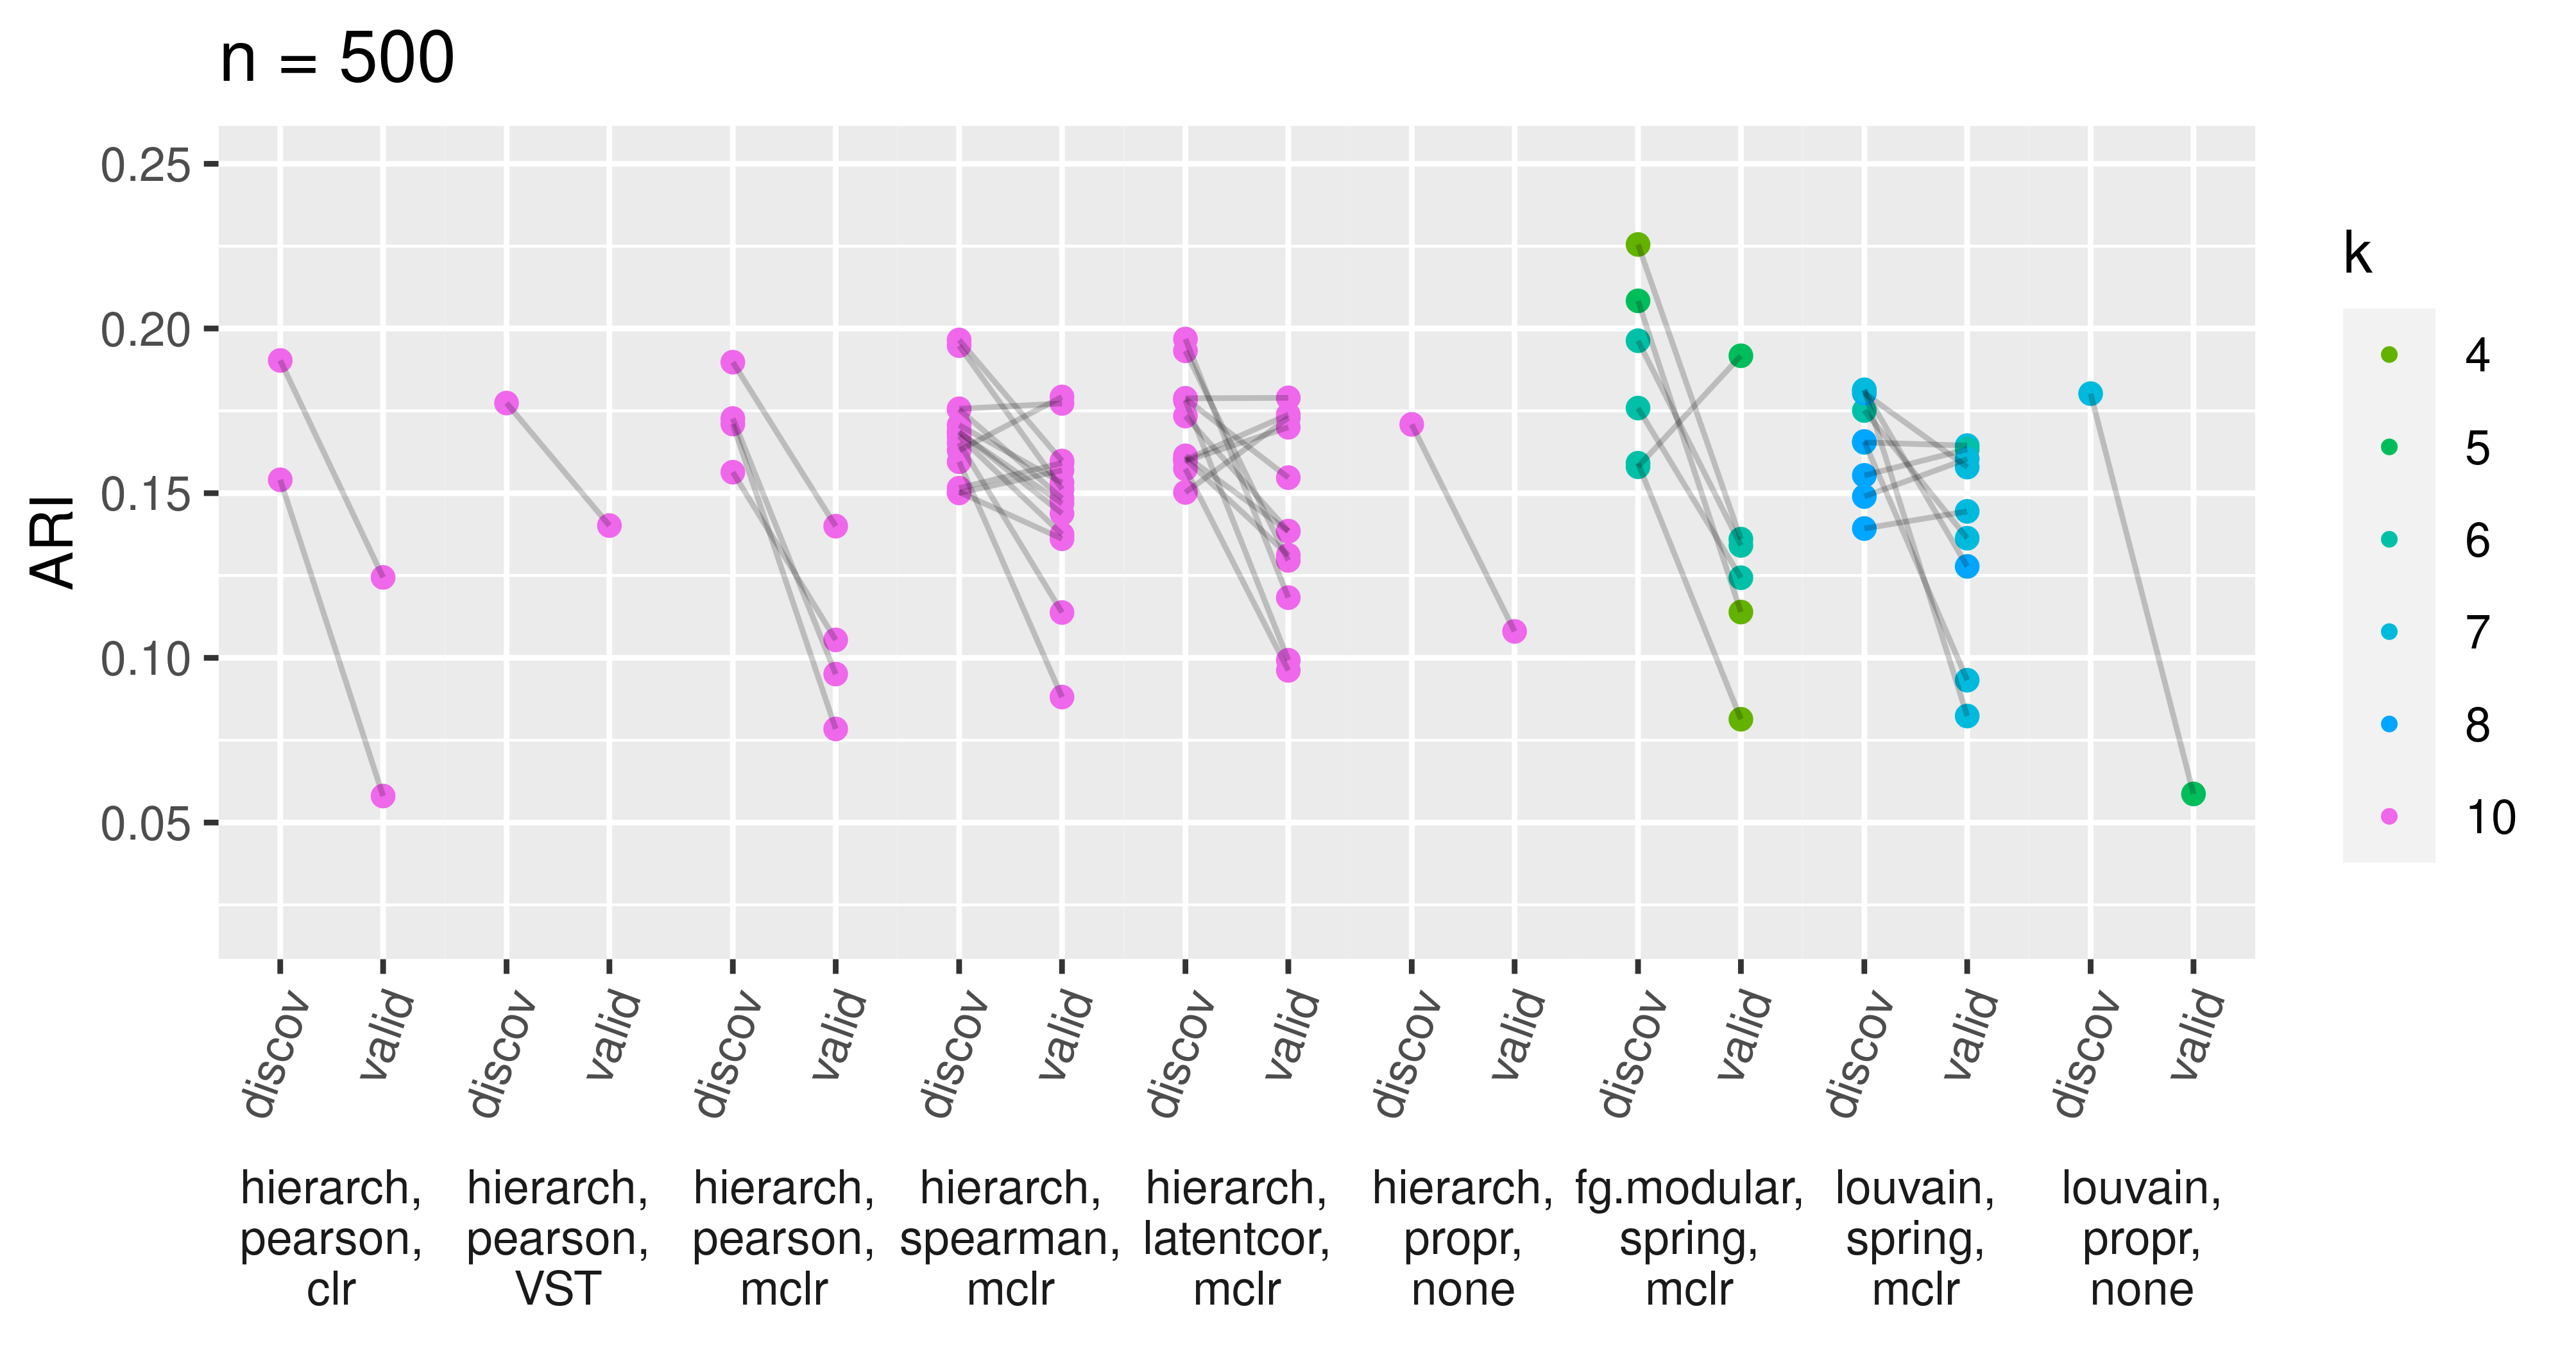 n = 500
ARI
0.25
0.20
0.15
0.10
0.05
discov valid discov valid discov valid discov valid discov valid discov valid discov valid discov valid discov valid
hierarch, hierarch, hierarch, hierarch, hierarch, hierarch, fg.modular, louvain, louvain,
pearson, pearson, pearson, spearman, latentcor, propr, spring, spring, propr,
clr VST mclr mclr mclr none mclr mclr none
k
4
5
6
7
8
10